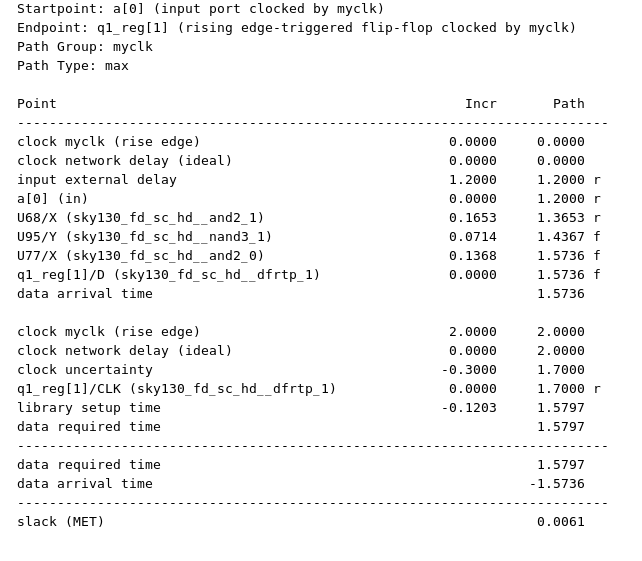 Startpoint: a[0] (input port clocked by myclk)
Endpoint: q1_reg[1] (rising edge-triggered flip-flop clocked by myclk)
Path Group: myclk
Path Type: max
Point Incr Path
--------------------------------------------------------------------------
clock myclk (rise edge) 0.0000 0.0000
clock network delay (ideal) 0.0000 0.0000
input external delay 1.2000 1.2000 r
a[0] (in) 0.0000 1.2000 r
U68/X (sky130_fd_sc_hd__and2_1) 0.1653 1.3653 r
U95/Y (sky130_fd_sc_hd__nand3_1) 0.0714 1.4367 f
U77/X (sky130_fd_sc_hd__and2_0) 0.1368 1.5736 f
q1_reg[1]/D (sky130_fd_sc_hd__dfrtp_1) 0.0000 1.5736 f
data arrival time 1.5736
clock myclk (rise edge) 2.0000 2.0000
clock network delay (ideal) 0.0000 2.0000
clock uncertainty -0.3000 1.7000
q1_reg[1]/CLK (sky130_fd_sc_hd__dfrtp_1) 0.0000 1.7000 r
library setup time -0.1203 1.5797
data required time 1.5797
--------------------------------------------------------------------------
data required time 1.5797
data arrival time -1.5736
--------------------------------------------------------------------------
slack (MET) 0.0061